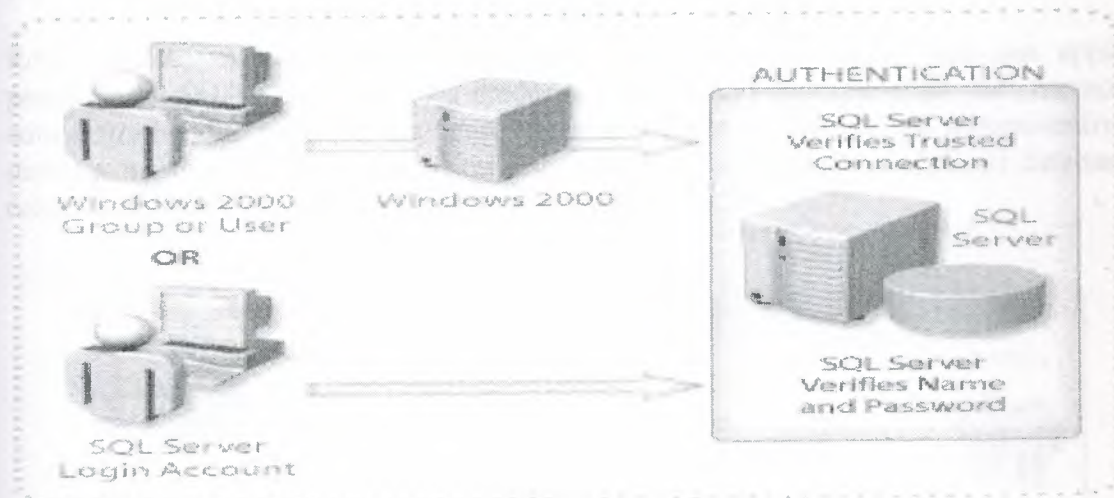 AUTHENTICATION
SQL Server
Verifies Trusted
Connection
Windows 2000
Group or User
Windows 2000
SQL
Server
OR
SQL Server
Verifies Name
and Password
SQL Server
Login Account